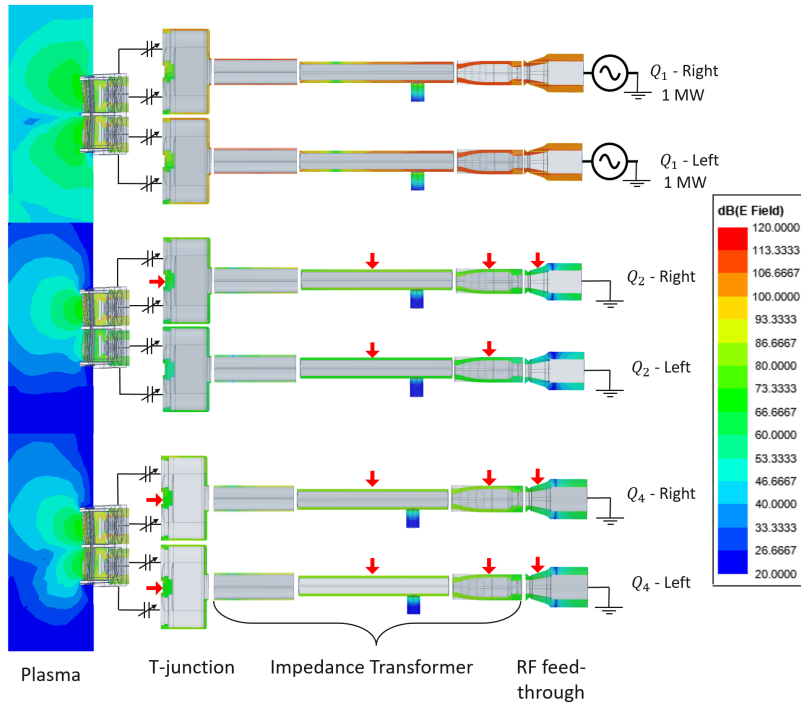 Q₁ - Right
1 MW
Q₁ - Left
1 MW
dB(E Field)
120.0000
113.3333
106.6667
100.0000
93.3333
86.6667
80.0000
73.3333
66.6667
60.0000
53.3333
46.6667
40.0000
33.3333
26.6667
20.0000
Q₂ - Right
Q₂ - Left
Q₄ - Right
Q₄ - Left
Plasma
T-junction
Impedance Transformer
RF feed-
through